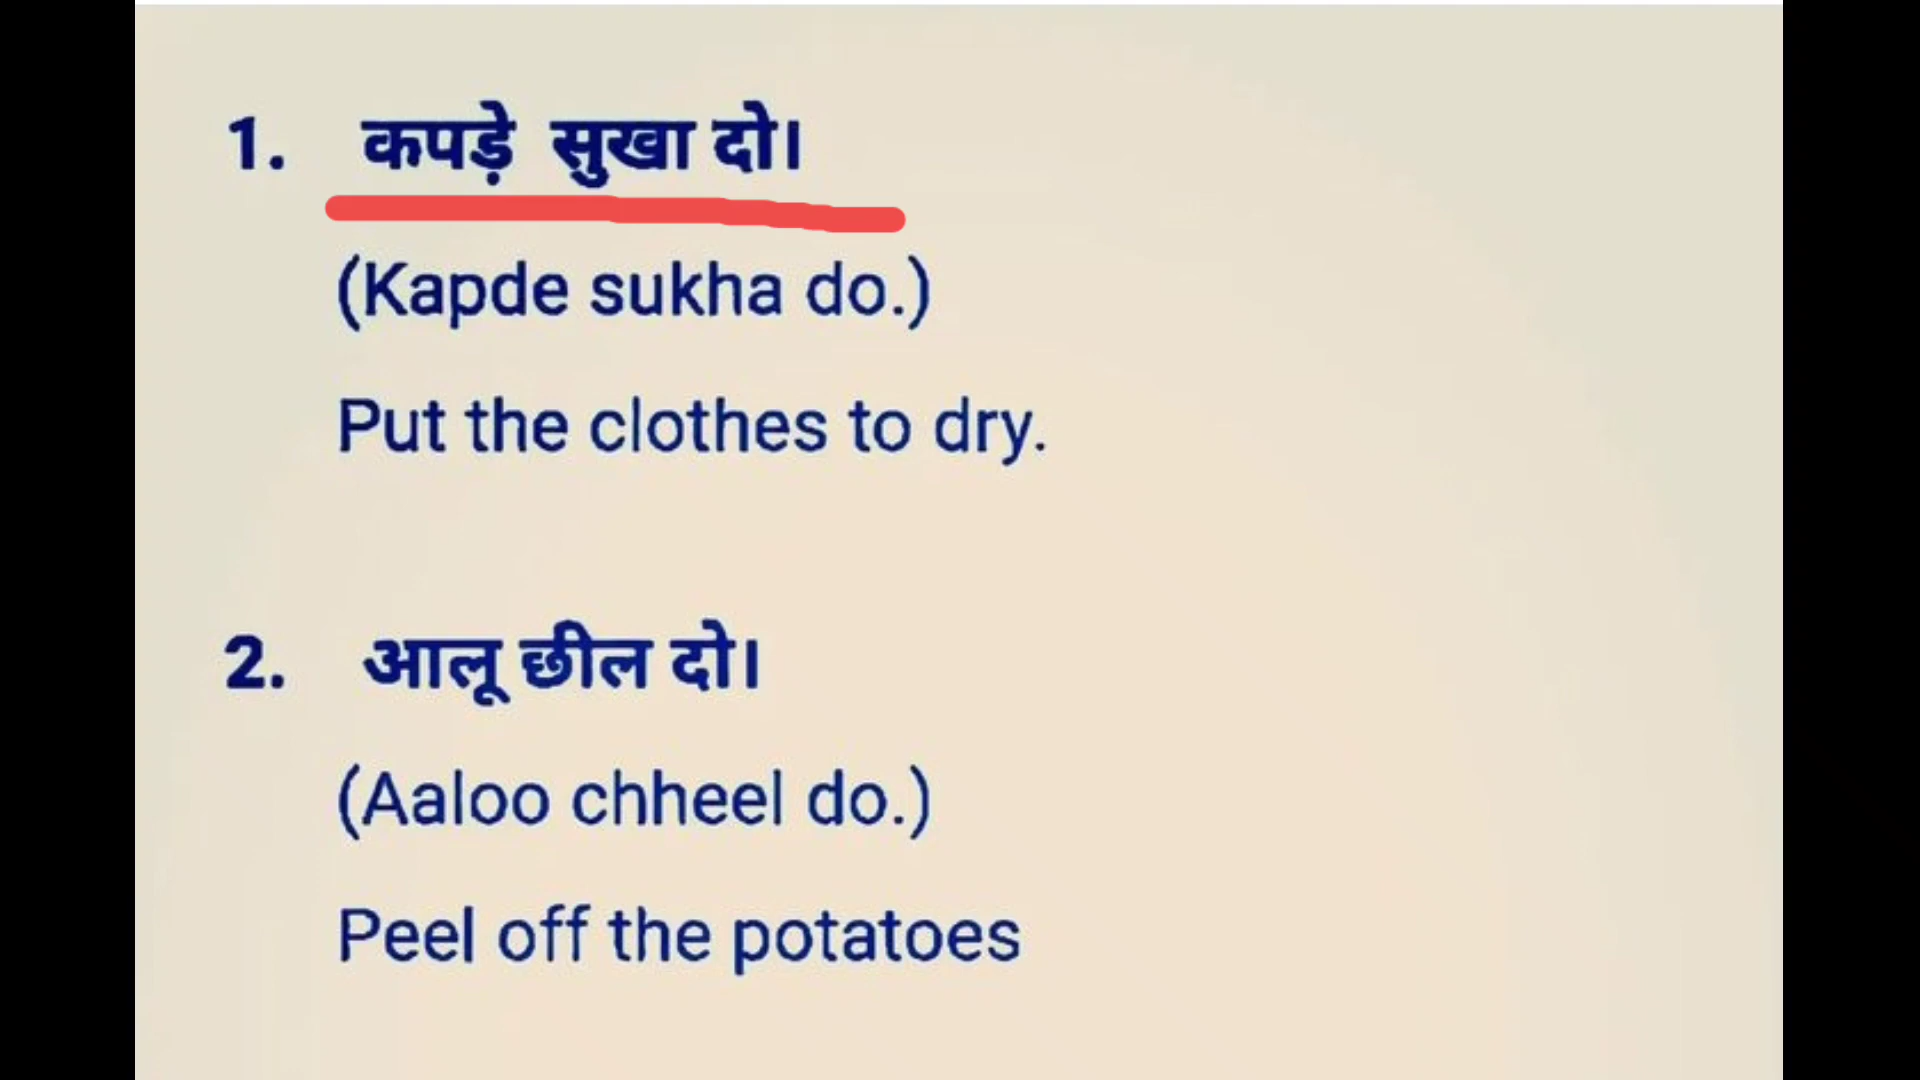 1. कपड़े सुखा दो।
(Kapde sukha do.)
Put the clothes to dry.
2. आलू छील दो।
(Aaloo chheel do.)
Peel off the potatoes